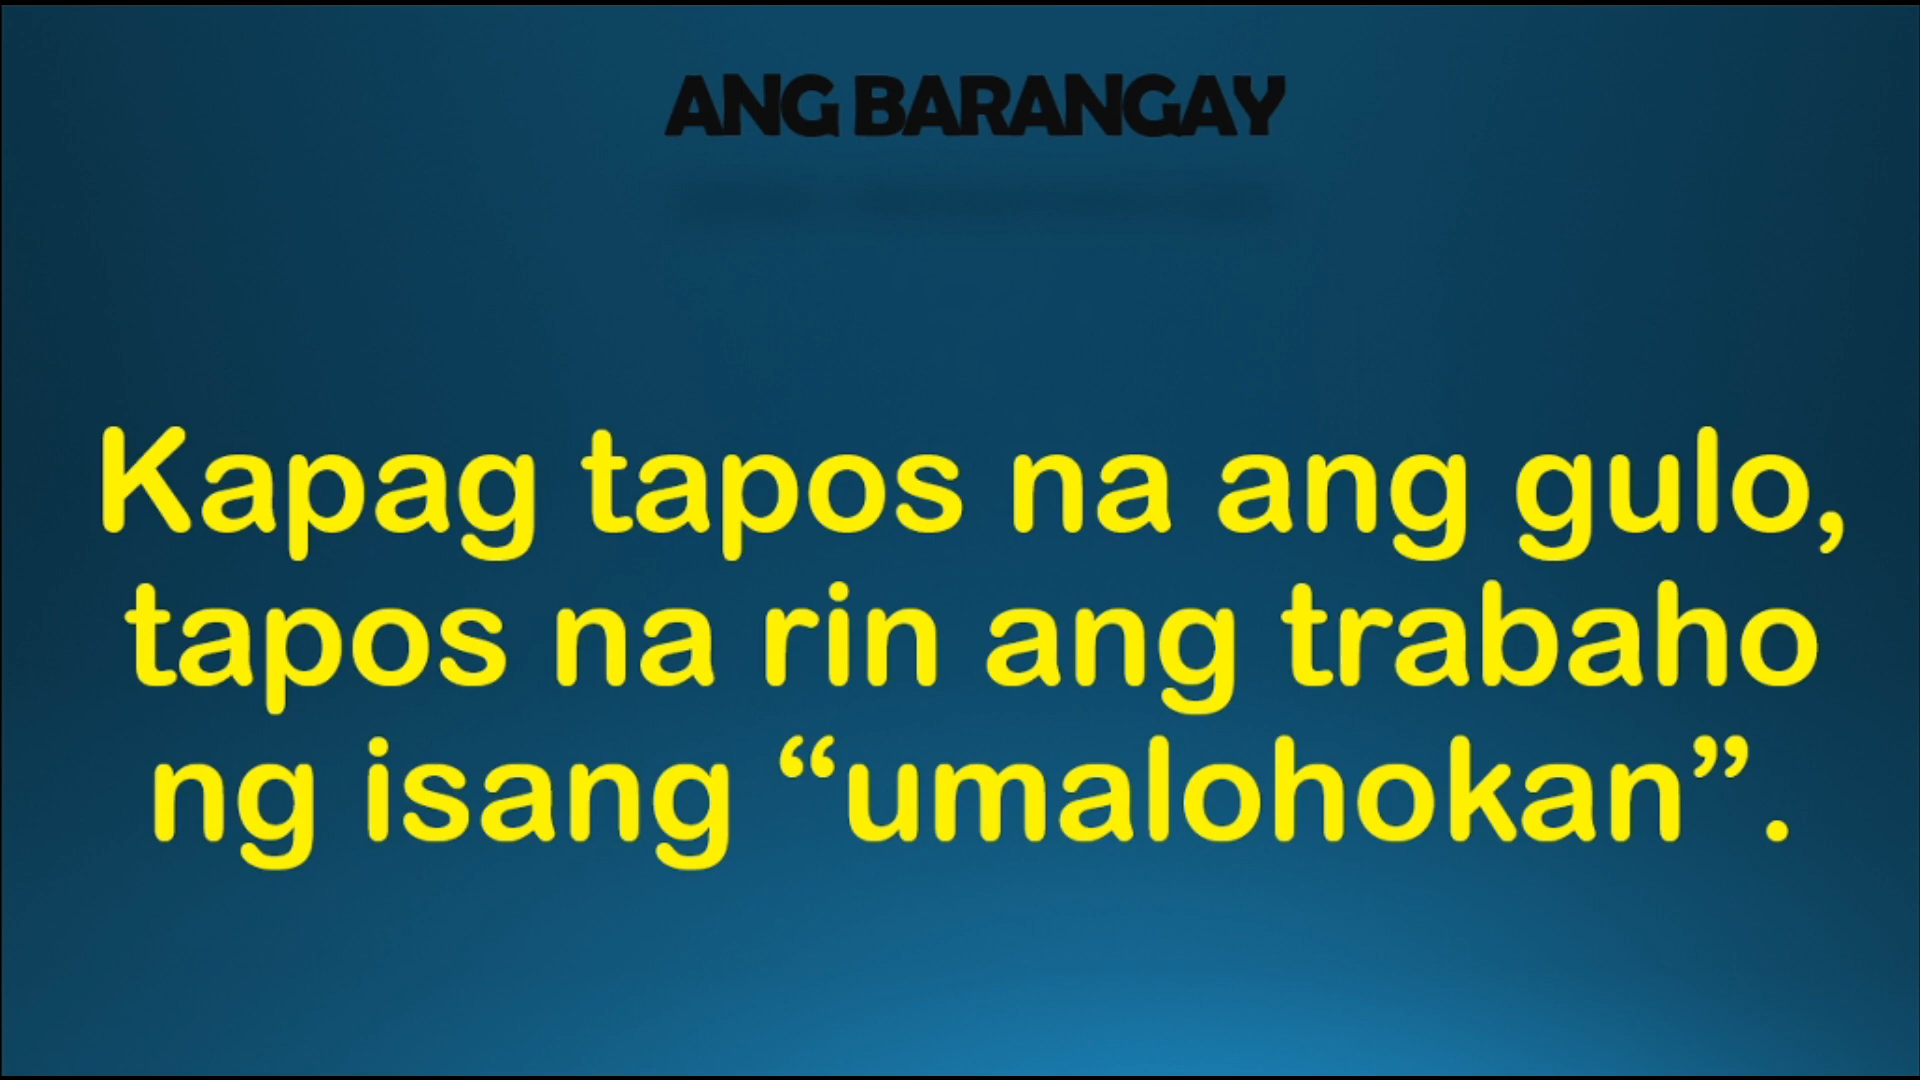 ANG BARANGAY
Kapag tapos na ang gulo,
tapos na rin ang trabaho
ng isang “umalohokan”.